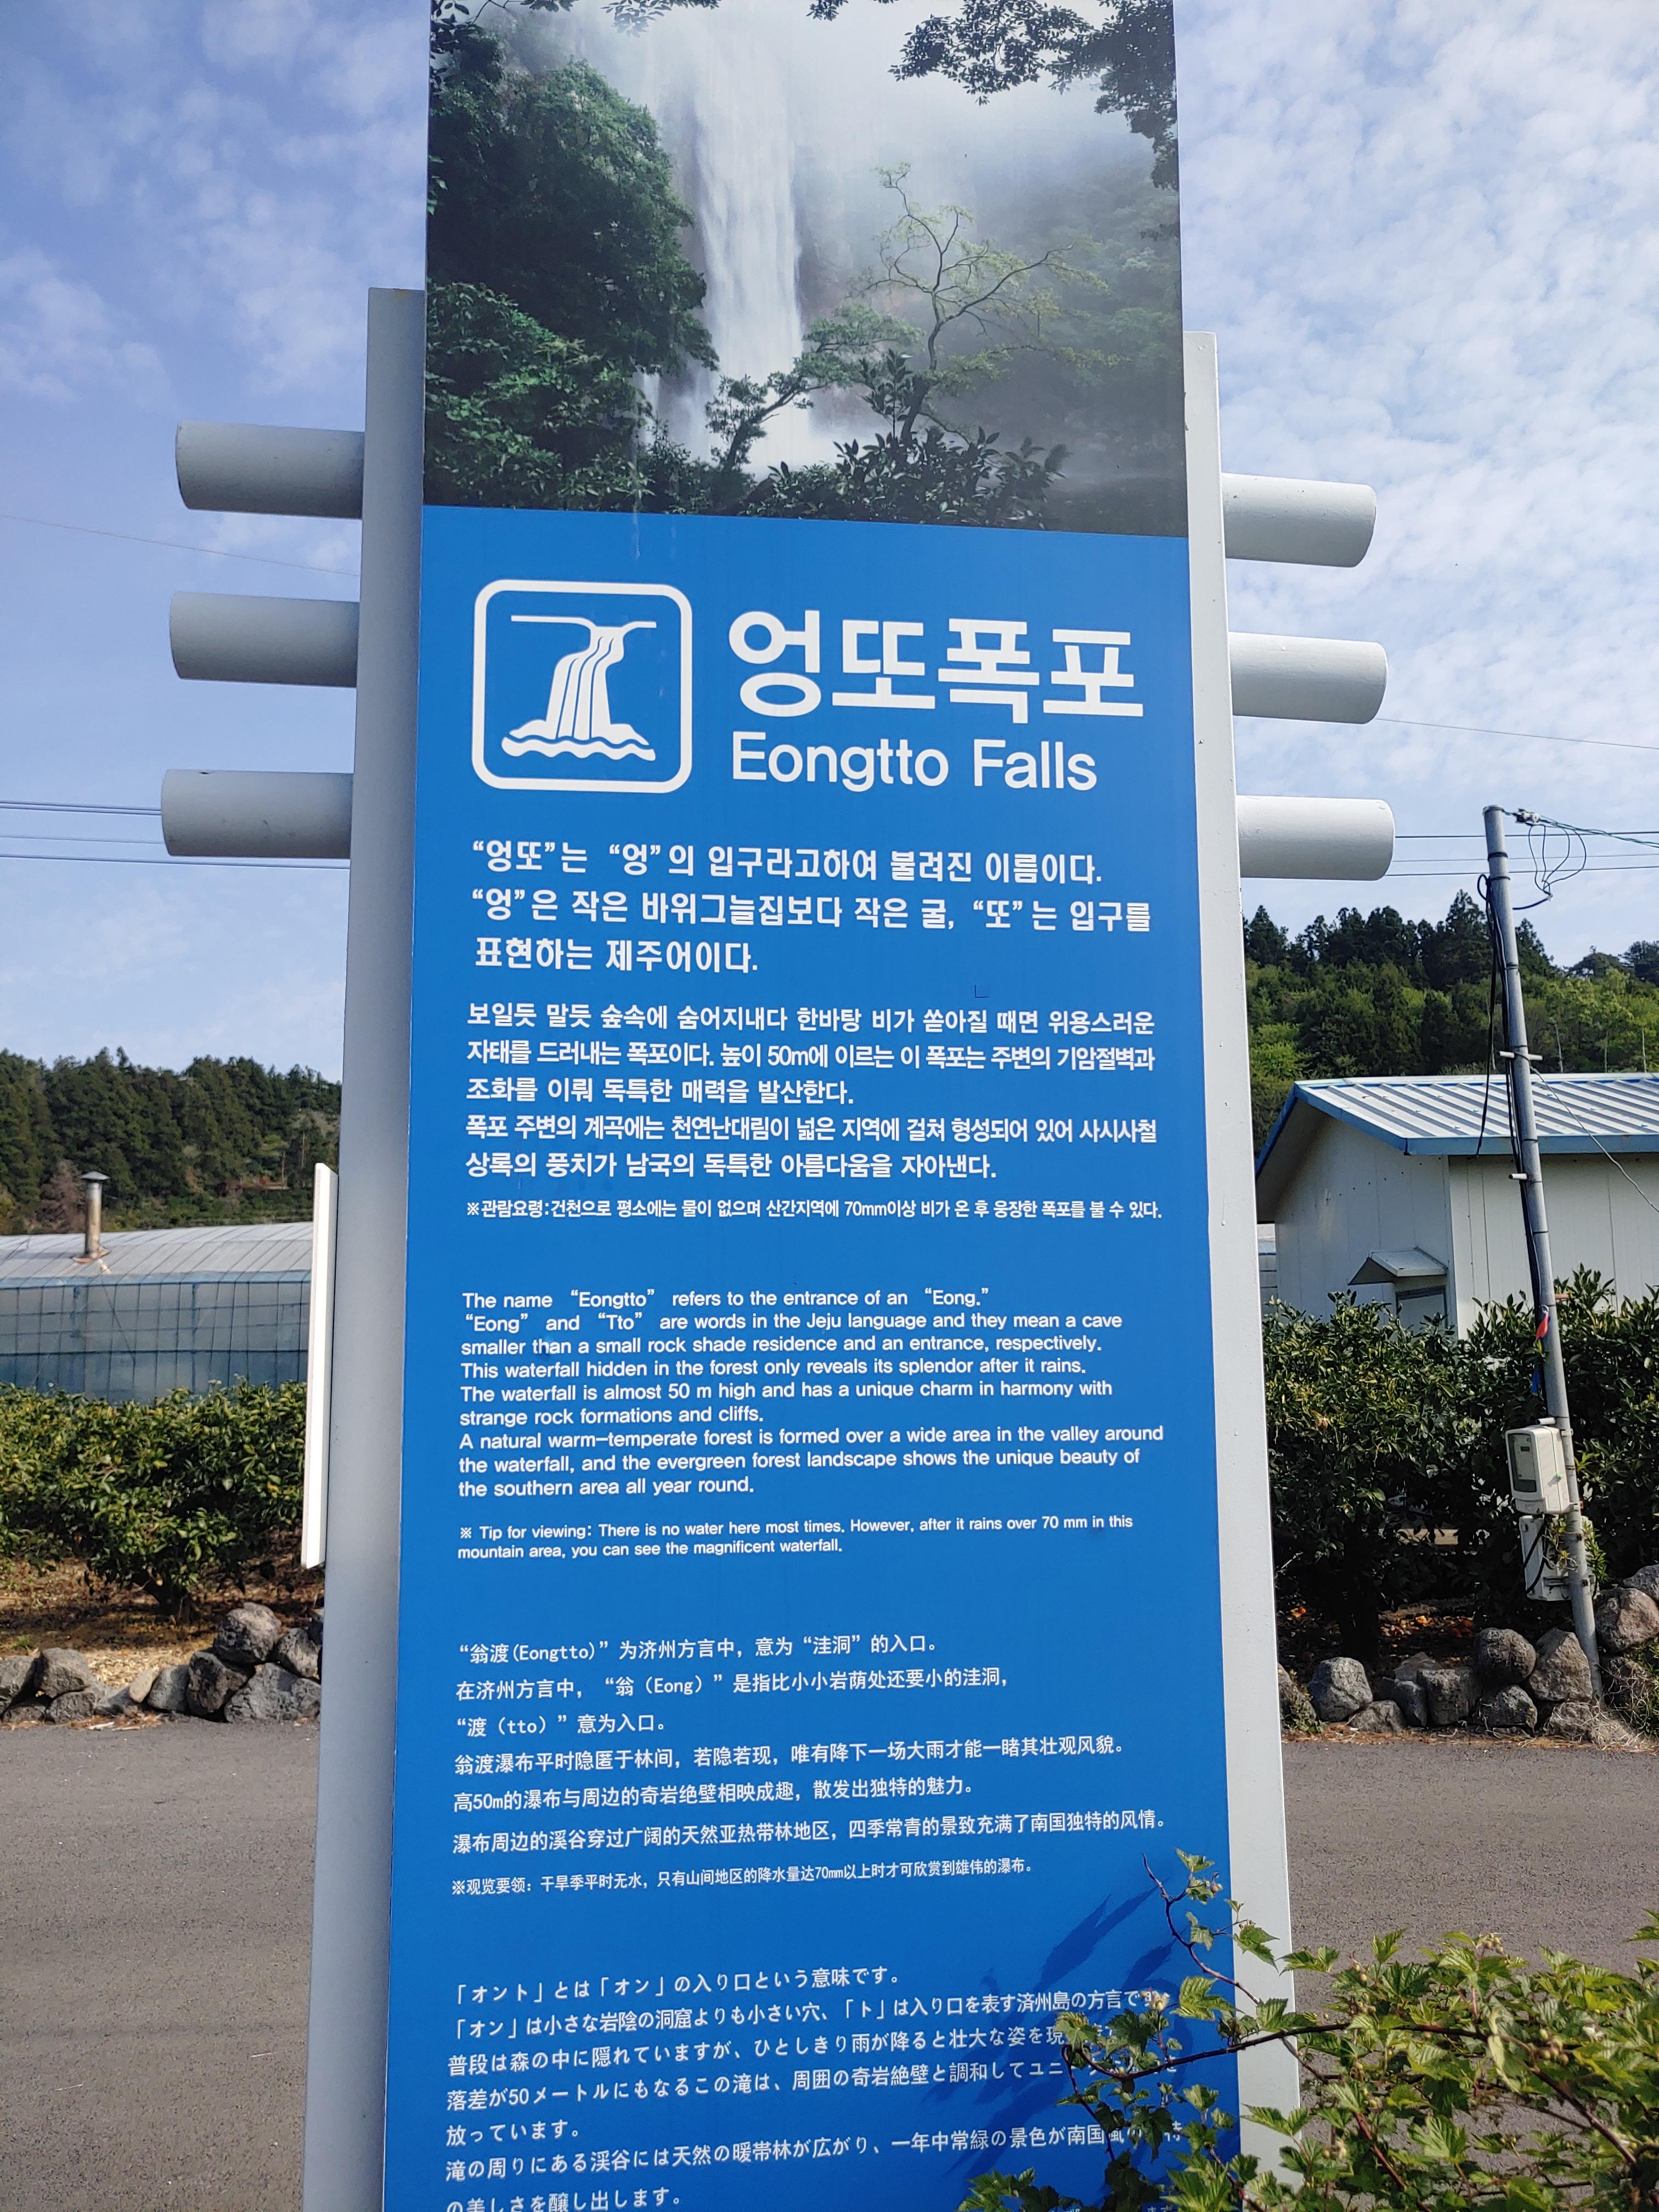 엉또폭포
Eongtto Falls
“엉또”는 “엉”의 입구라고하여 불려진 이름이다.
“엉”은 작은 바위그늘집보다 작은 굴, “또”는 입구를
표현하는 제주어이다.
보일듯 말듯 숲속에 숨어지내다 한바탕 비가 쏟아질 때면 위용스러운
자태를 드러내는 폭포이다. 높이 50m에 이르는 이 폭포는 주변의 기암절벽과
조화를 이뤄 독특한 매력을 발산한다.
폭포 주변의 계곡에는 천연난대림이 넓은 지역에 걸쳐 형성되어 있어 사시사철
상록의 풍치가 남국의 독특한 아름다움을 자아낸다.
※관람요령:건천으로 평소에는 물이 없으며 산간지역에 70mm이상 비가 온 후 웅장한 폭포를 볼 수 있다.
The name “Eongtto” refers to the entrance of an “Eong.”
“Eong” and “Tto” are words in the Jeju language and they mean a cave
smaller than a small rock shade residence and an entrance, respectively.
This waterfall hidden in the forest only reveals its splendor after it rains.
The waterfall is almost 50 m high and has a unique charm in harmony with
strange rock formations and cliffs.
A natural warm-temperate forest is formed over a wide area in the valley around
the waterfall, and the evergreen forest landscape shows the unique beauty of
the southern area all year round.
※ Tip for viewing: There is no water here most times. However, after it rains over 70 mm in this
mountain area, you can see the magnificent waterfall.
“翁渡(Eongtto)”为济州方言中，意为“洼洞”的入口。
在济州方言中，“翁（Eong）”是指比小小岩荫处还要小的洼洞，
“渡（tto）”意为入口。
翁渡瀑布平时隐匿于林间，若隐若现，唯有降下一场大雨才能一睹其壮观风貌。
高50m的瀑布与周边的奇岩绝壁相映成趣，散发出独特的魅力。
瀑布周边的溪谷穿过广阔的天然亚热带林地区，四季常青的景致充满了南国独特的风情。
※观览要领：干旱季平时无水，只有山间地区的降水量达70mm以上时才可欣赏到雄伟的瀑布。
「オント」とは「オン」の入り口という意味です。
「オン」は小さな岩陰の洞窟よりも小さい穴、「ト」は入り口を表す済州島の方言で
普段は森の中に隠れていますが、ひとしきり雨が降ると壮大な姿を現
落差が50メートルにもなるこの滝は、周囲の奇岩絶壁と調和してユニ
放っています。
滝の周りにある渓谷には天然の暖帯林が広がり、一年中常緑の景色が南国
の美しさを醸し出します。